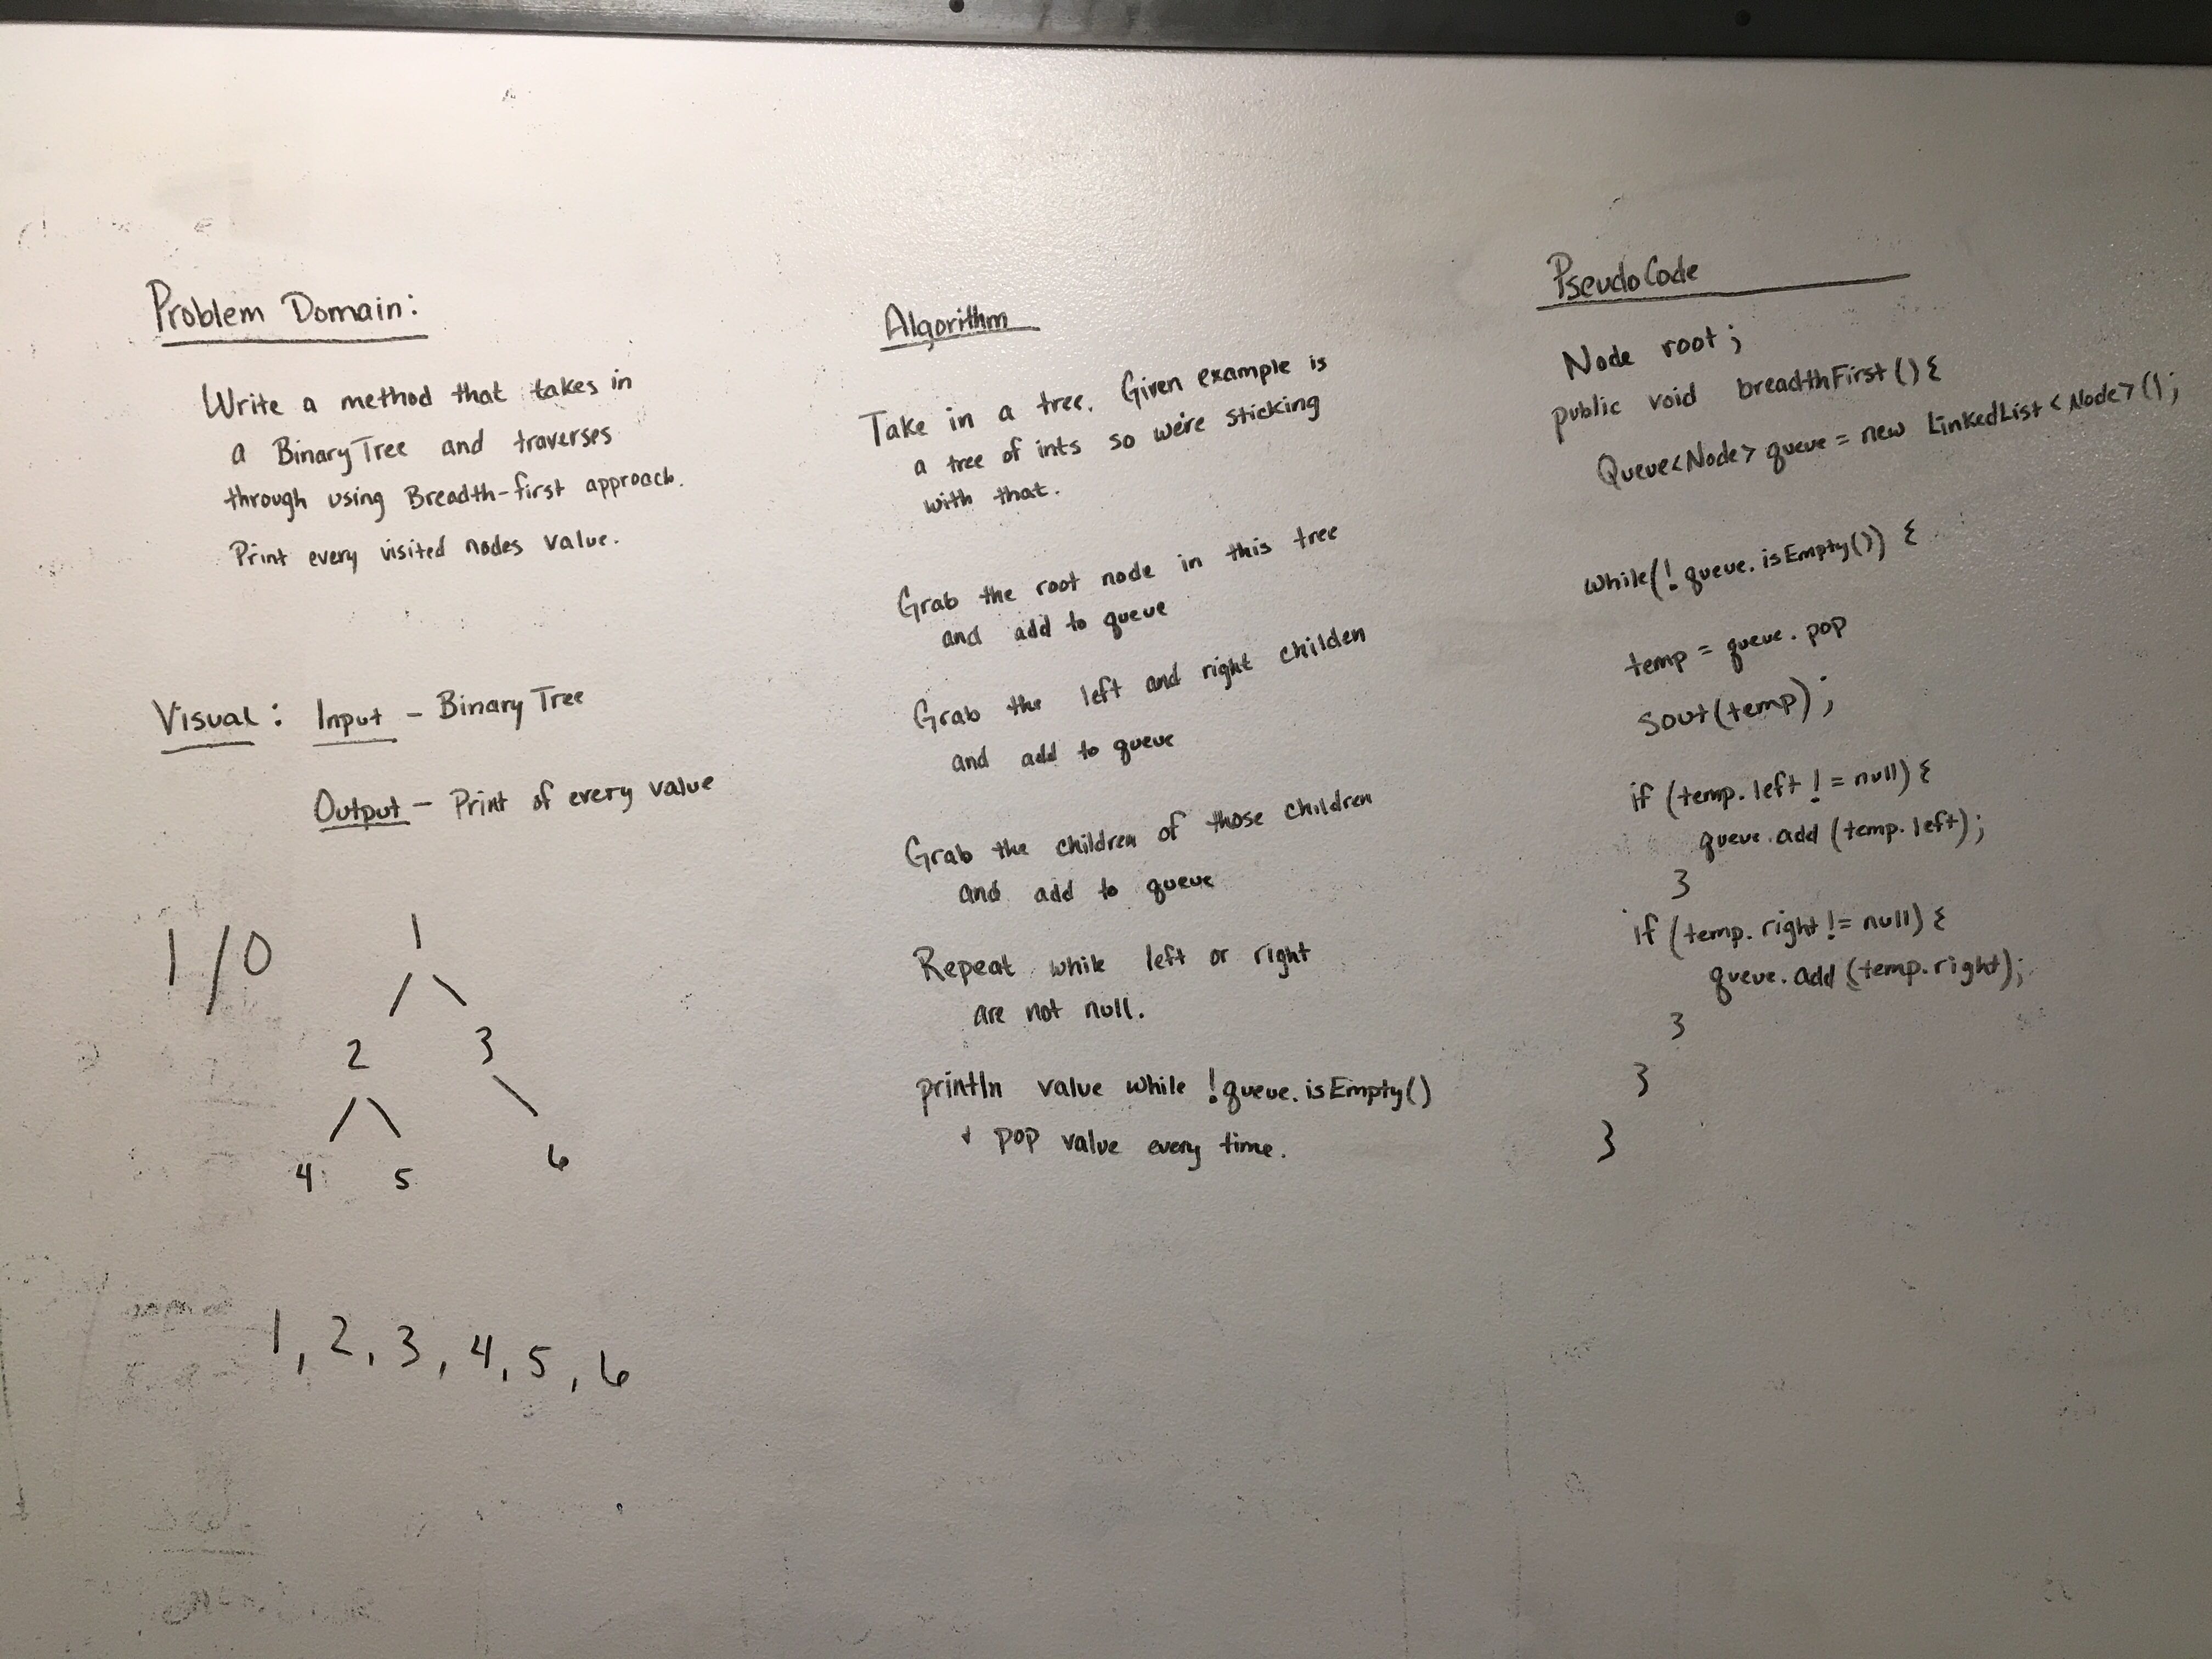 Problem Domain:
Write a method that takes in
a BinaryTree and traverses
through using Breadth-first approach.
Print every visited nodes value.
Visual: Input - Binary Tree
Output - Print of every value
I/O
1
2 3
4 5 6
1, 2, 3, 4, 5, 6
Algorithm
Take in a tree. Given example is
a tree of ints so we're sticking
with that.
Grab the root node in this tree
and add to queue
Grab the left and right childen
and add to queue
Grab the children of those children
and add to queue
Repeat while left or right
are not null.
println value while !queue.isEmpty()
+ pop value every time.
PseudoCode
Node root;
public void breadthFirst(){
Queue<Node> queue = new LinkedList<Node>();
while(!queue.isEmpty()) {
temp = queue.pop
Sout(temp);
if (temp.left != null) {
queue.add (temp.left);
}
if (temp.right != null) {
queue.add (temp.right);
}
}
}